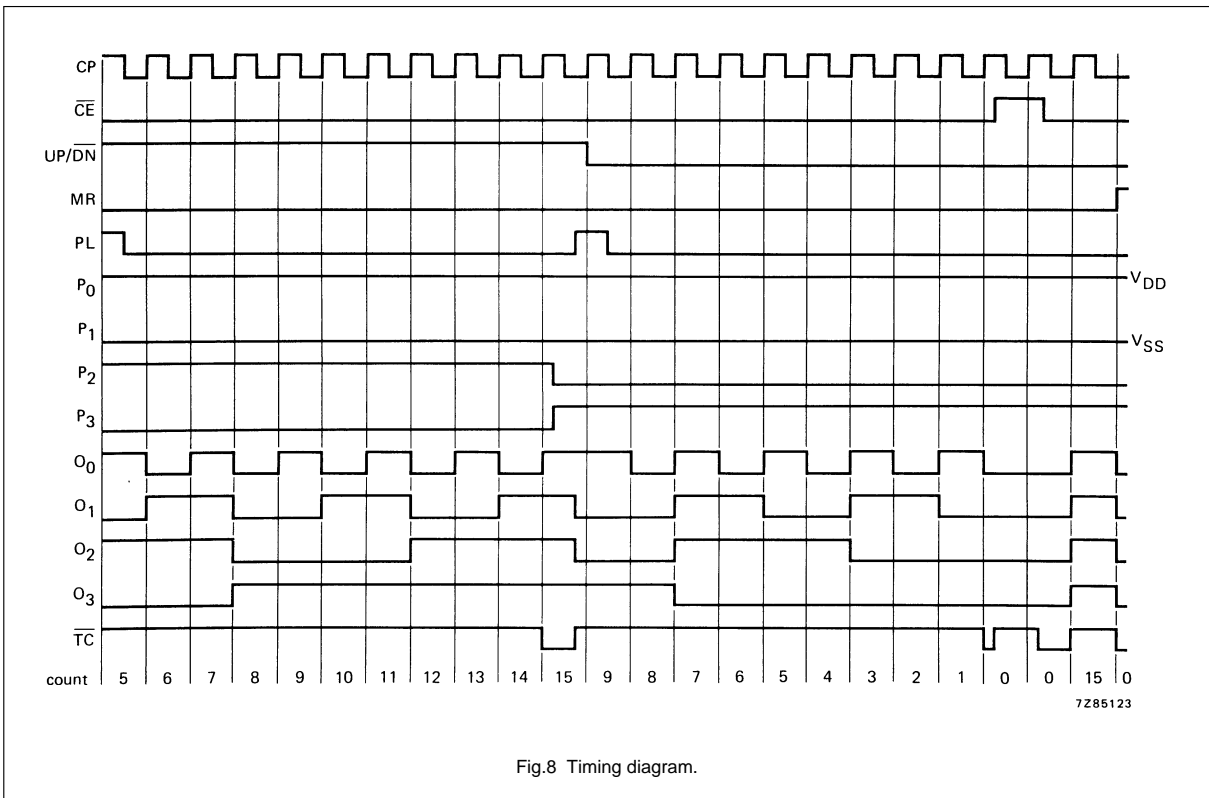 CP
CE
UP/DN
MR
PL
P0
VDD
P1
VSS
P2
P3
O0
O1
O2
O3
TC
count 5 6 7 8 9 10 11 12 13 14 15 9 8 7 6 5 4 3 2 1 0 0 15 0
7Z85123
Fig.8 Timing diagram.